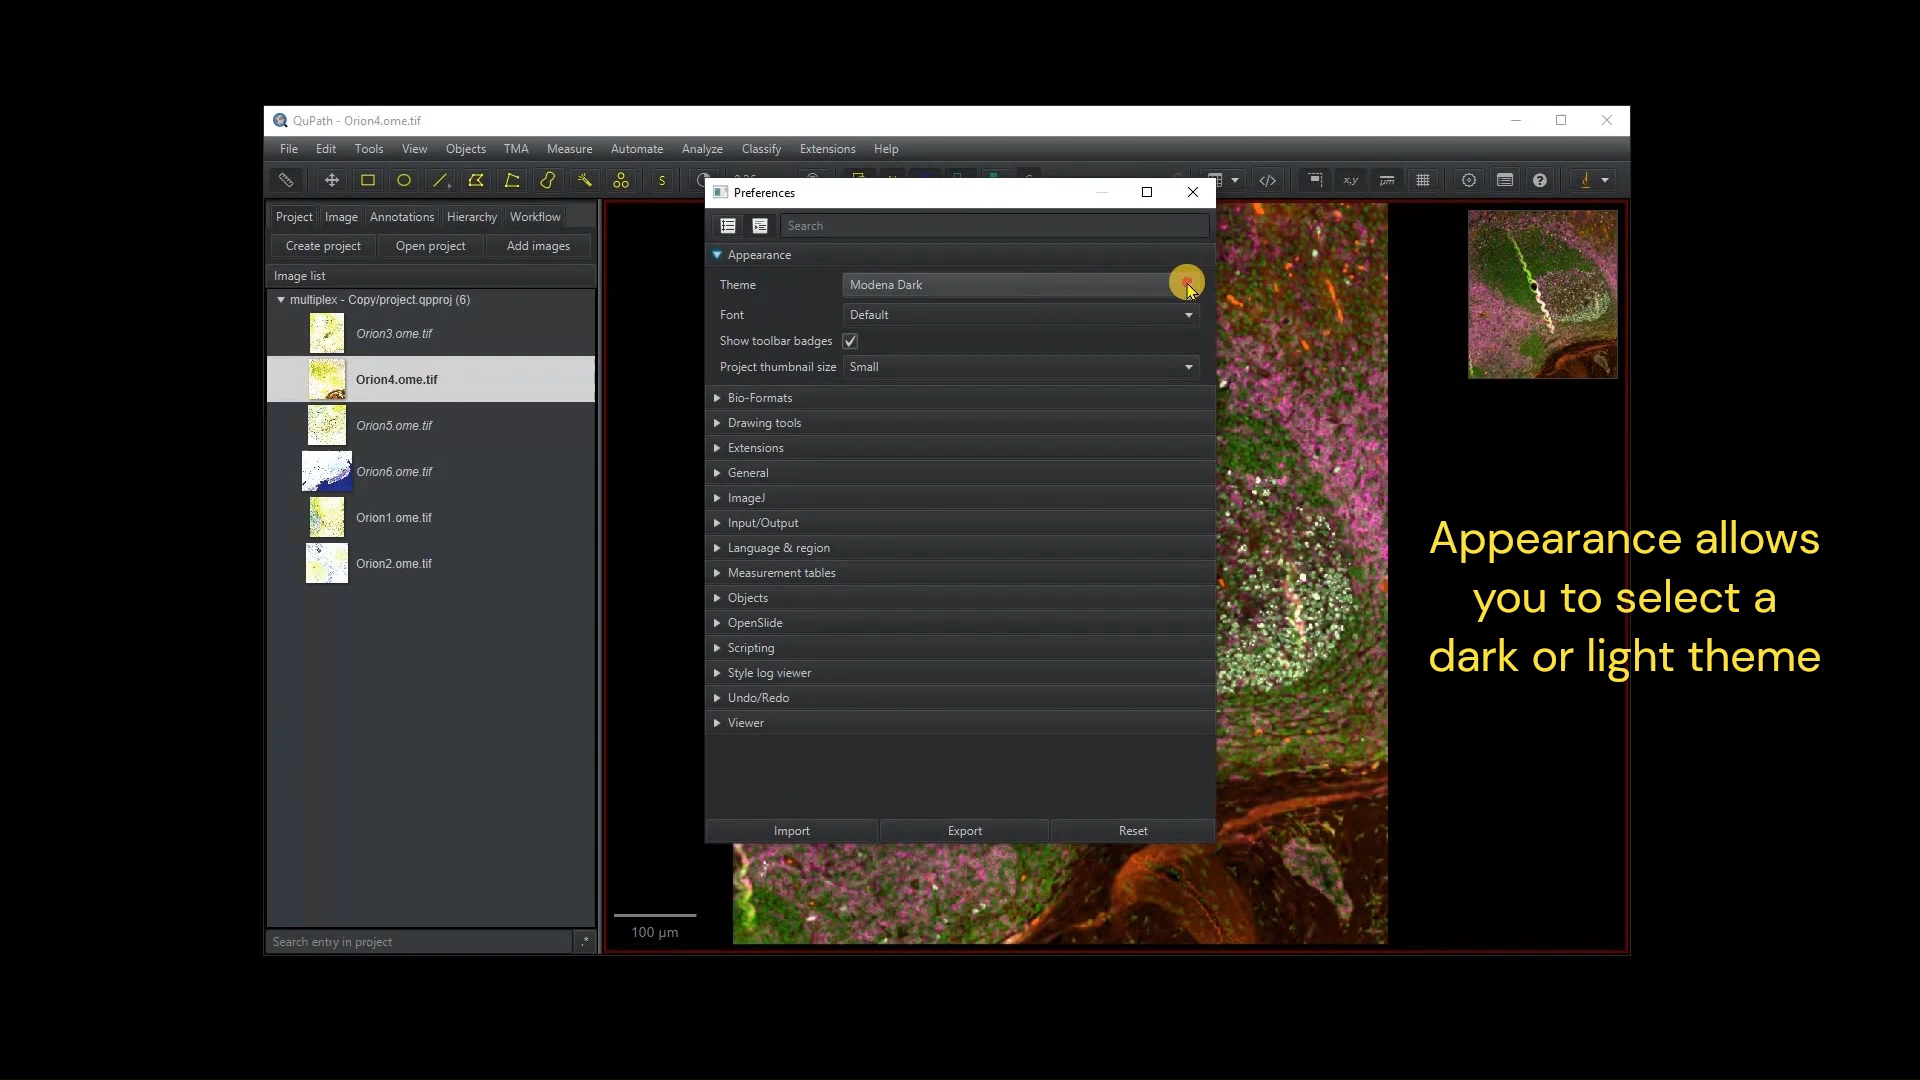 QuPath - Orion4.ome.tif
File Edit Tools View Objects TMA Measure Automate Analyze Classify Extensions Help
S
x,y
μm
Preferences
Search
Project Image Annotations Hierarchy Workflow
Create project Open project Add images
Image list
multiplex - Copy/project.qpproj (6)
Orion3.ome.tif
Orion4.ome.tif
Orion5.ome.tif
Orion6.ome.tif
Orion1.ome.tif
Orion2.ome.tif
Search entry in project .*
Appearance
Theme Modena Dark
Font Default
Show toolbar badges
Project thumbnail size Small
Bio-Formats
Drawing tools
Extensions
General
ImageJ
Input/Output
Language & region
Measurement tables
Objects
OpenSlide
Scripting
Style log viewer
Undo/Redo
Viewer
Import Export Reset
100 μm
Appearance allows
you to select a
dark or light theme